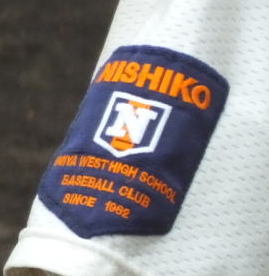 NISHIKO
N
WEST HIGH SCHOOL
BASEBALL CLUB
SINCE 1962